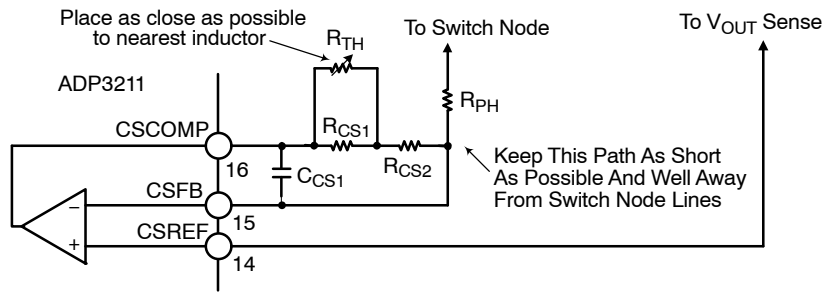 Place as close as possible
to nearest inductor
RTH
To Switch Node
To VOUT Sense
ADP3211
RPH
CSCOMP
RCS1
16
RCS2
Keep This Path As Short
As Possible And Well Away
From Switch Node Lines
CCS1
CSFB
−
15
CSREF
+
14